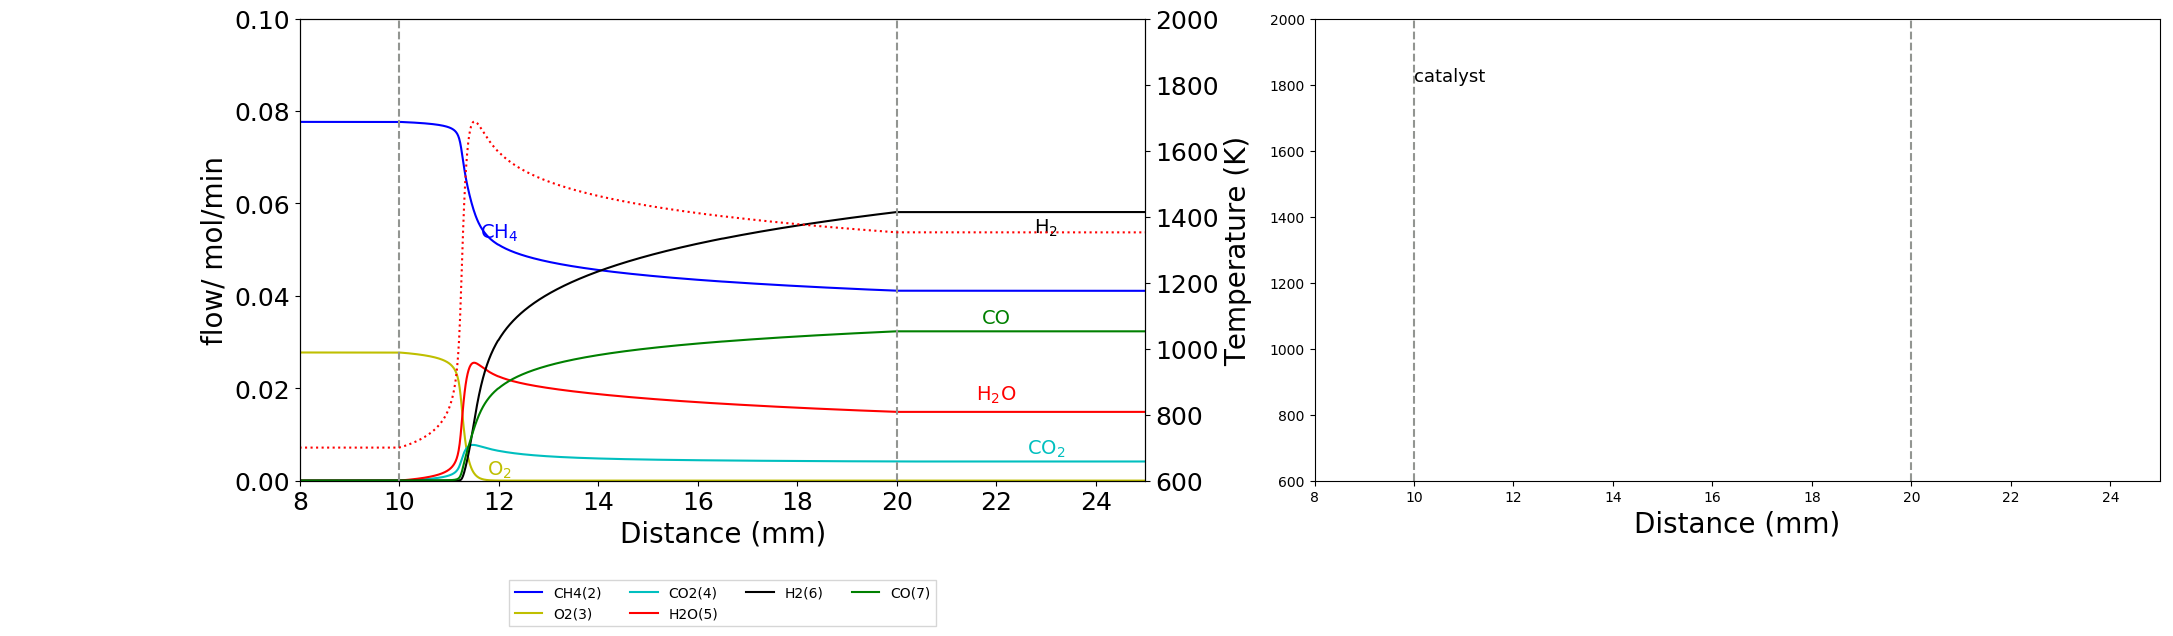 0.10
0.08
0.06
0.04
0.02
0.00
flow/ mol/min
8 10 12 14 16 18 20 22 24
Distance (mm)
2000
1800
1600
1400
1200
1000
800
600
Temperature (K)
CH₄
H₂
CO
H₂O
CO₂
O₂
CH4(2) CO2(4) H2(6) CO(7)
O2(3) H2O(5)
2000
1800
1600
1400
1200
1000
800
600
catalyst
8 10 12 14 16 18 20 22 24
Distance (mm)